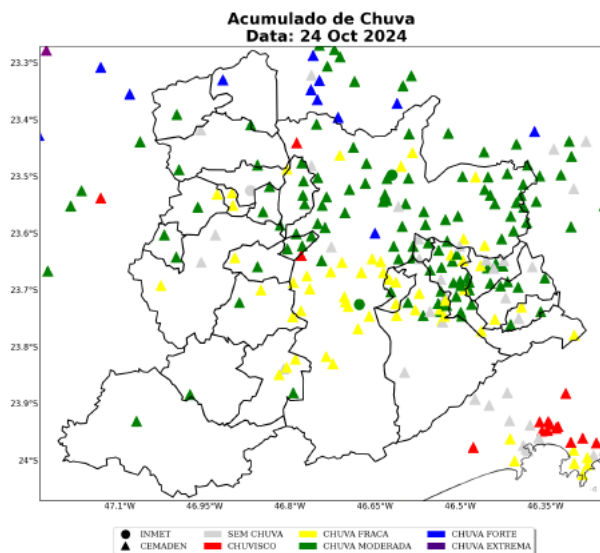 Acumulado de Chuva
Data: 24 Oct 2024
23.3°S
23.4°S
23.5°S
23.6°S
23.7°S
23.8°S
23.9°S
24°S
47.1°W 46.95°W 46.8°W 46.65°W 46.5°W 46.35°W
INMET SEM CHUVA CHUVA FRACA CHUVA FORTE
CEMADEN CHUVISCO CHUVA MODERADA CHUVA EXTREMA